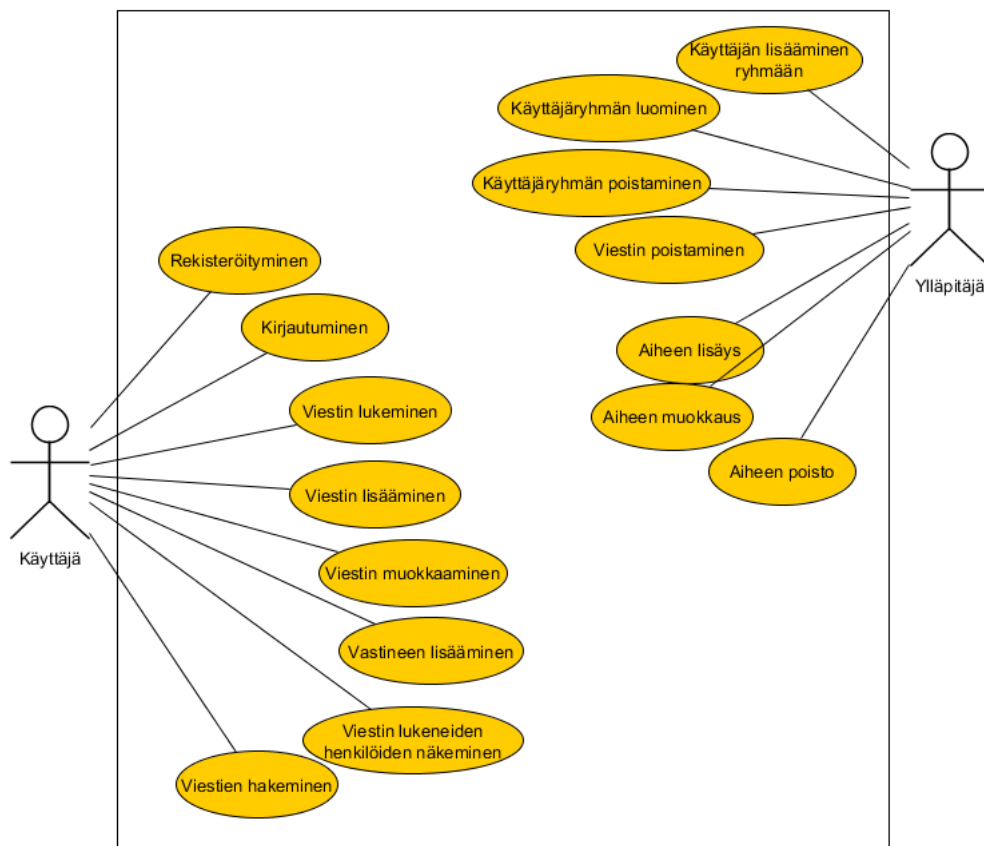 Käyttäjän lisääminen
ryhmään
Käyttäjäryhmän luominen
Käyttäjäryhmän poistaminen
Viestin poistaminen
Ylläpitäjä
Rekisteröityminen
Kirjautuminen
Aiheen lisäys
Viestin lukeminen
Aiheen muokkaus
Aiheen poisto
Viestin lisääminen
Käyttäjä
Viestin muokkaaminen
Vastineen lisääminen
Viestin lukeneiden
henkilöiden näkeminen
Viestien hakeminen